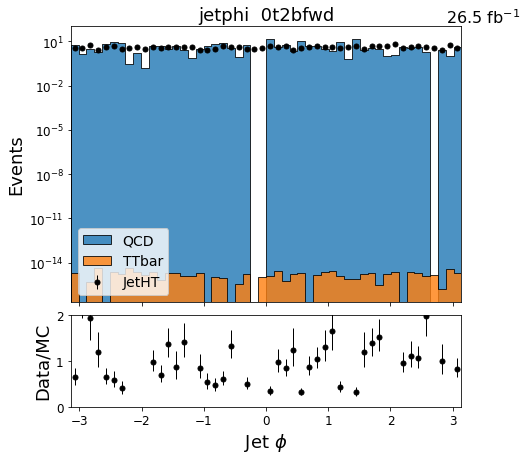 jetphi 0t2bfwd
26.5 fb⁻¹
Events
10¹
10⁻²
10⁻⁵
10⁻⁸
10⁻¹¹
10⁻¹⁴
QCD
TTbar
JetHT
Data/MC
2
1
0
−3 −2 −1 0 1 2 3
Jet ϕ